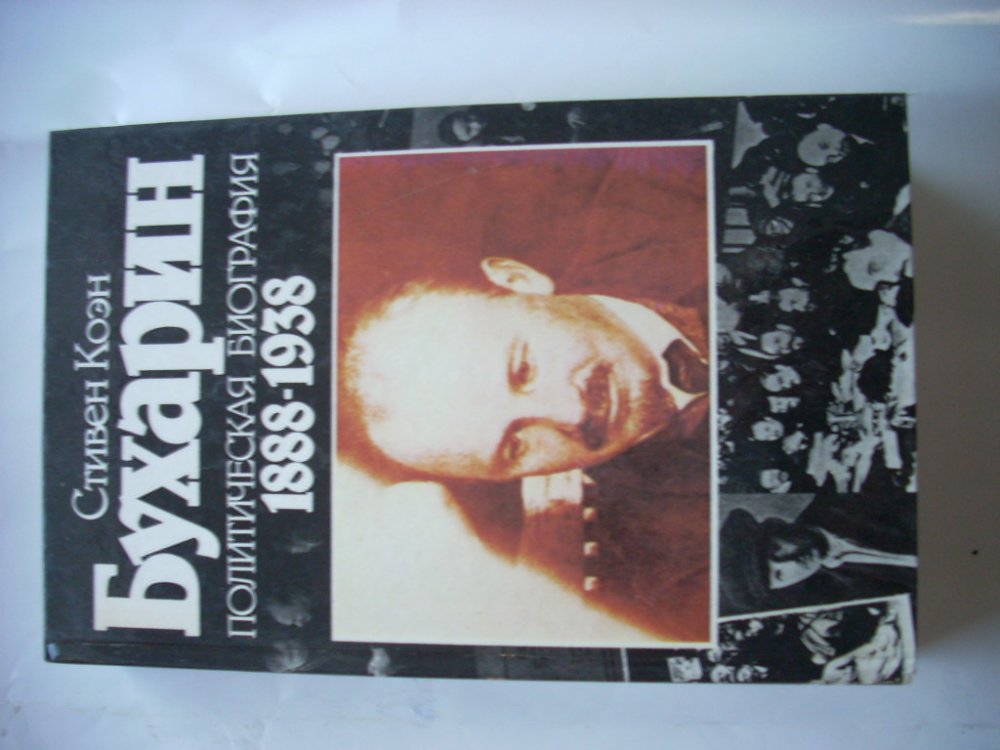 Стивен Коэн
Бухарин
ПОЛИТИЧЕСКАЯ БИОГРАФИЯ
1888-1938